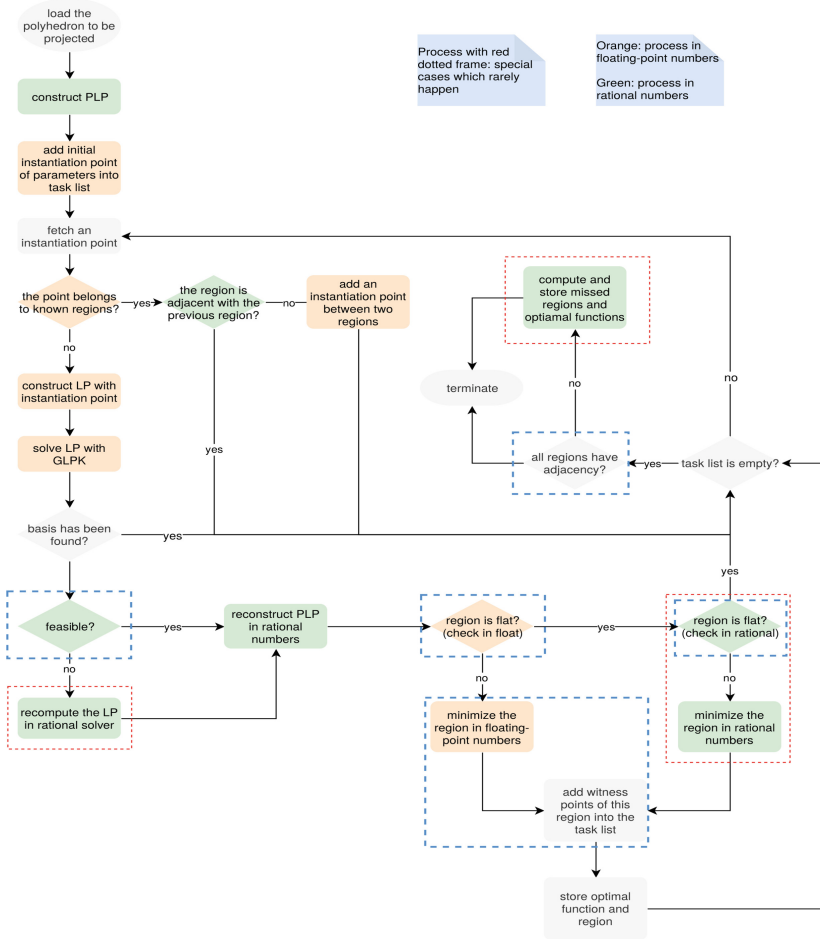 load the
polyhedron to be
projected
Process with red
dotted frame: special
cases which rarely
happen
Orange: process in
floating-point numbers
Green: process in
rational numbers
construct PLP
add initial
instantiation point
of parameters into
task list
fetch an
instantiation point
the point belongs
to known regions?
yes
the region is
adjacent with the
previous region?
no
add an
instantiation point
between two
regions
compute and
store missed
regions and
optiamal functions
no
construct LP with
instantiation point
terminate
no
no
solve LP with
GLPK
yes
all regions have
adjacency?
yes
task list is empty?
basis has been
found?
yes
yes
feasible?
yes
reconstruct PLP in
rational numbers
region is flat?
(check in float)
yes
region is flat?
(check in rational)
no
no
no
recompute the LP
in rational solver
minimize the
region in floating-
point numbers
minimize the
region in rational
numbers
add witness
points of this
region into the
task list
store optimal
function and
region